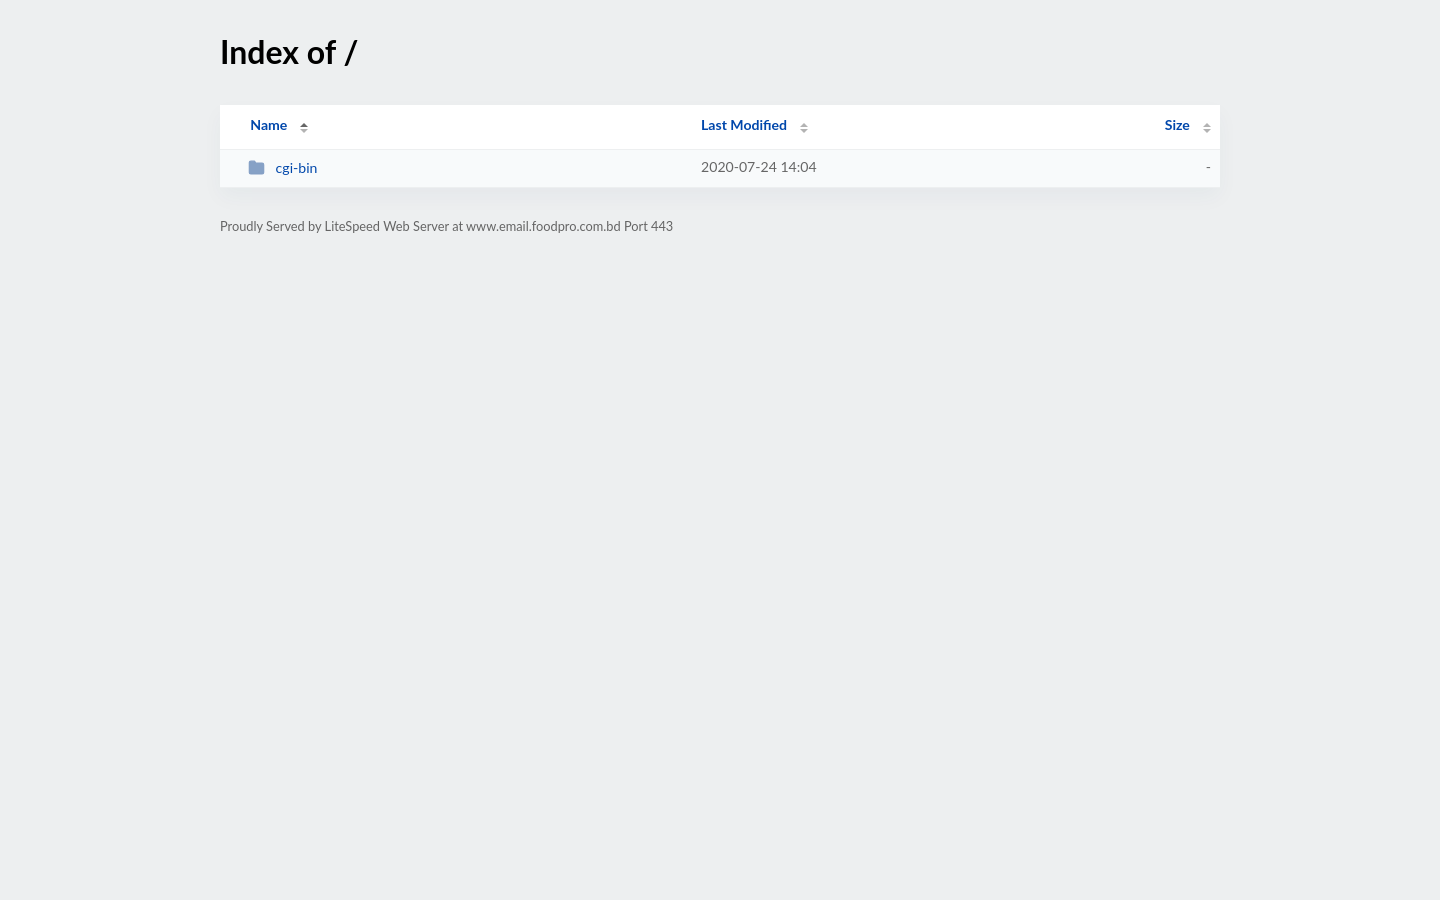 Index of /
Name Last Modified Size
cgi-bin 2020-07-24 14:04 -
Proudly Served by LiteSpeed Web Server at www.email.foodpro.com.bd Port 443